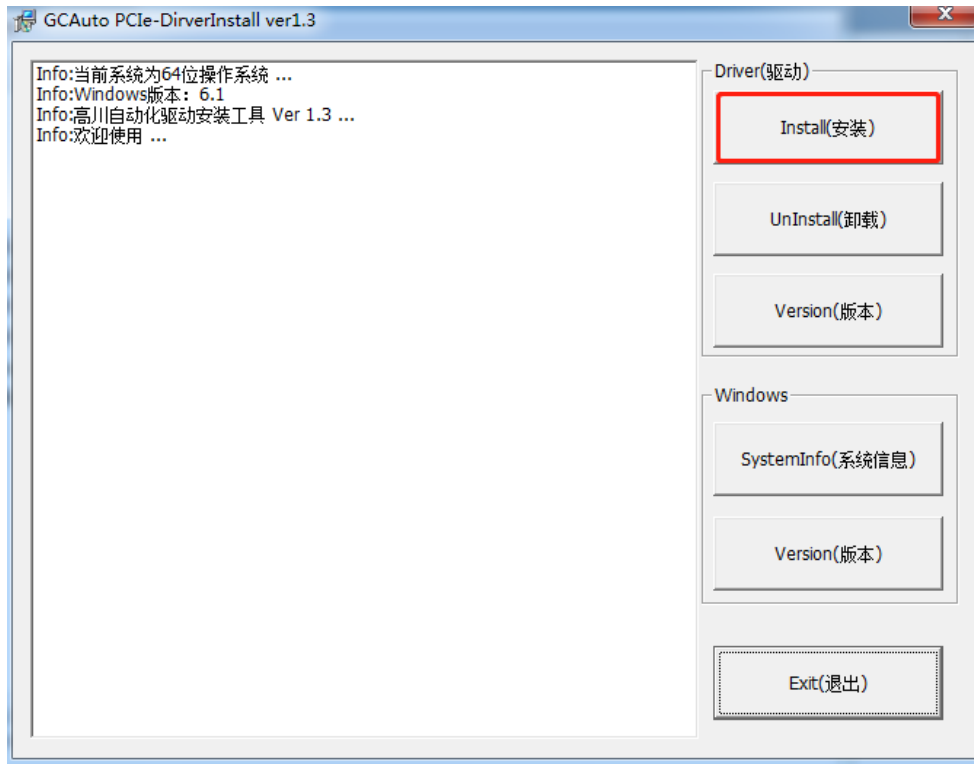 GCAuto PCIe-DirverInstall ver1.3
X
Info:当前系统为64位操作系统 ...
Info:Windows版本：6.1
Info:高川自动化驱动安装工具 Ver 1.3 ...
Info:欢迎使用 ...
Driver(驱动)
Install(安装)
UnInstall(卸载)
Version(版本)
Windows
SystemInfo(系统信息)
Version(版本)
Exit(退出)